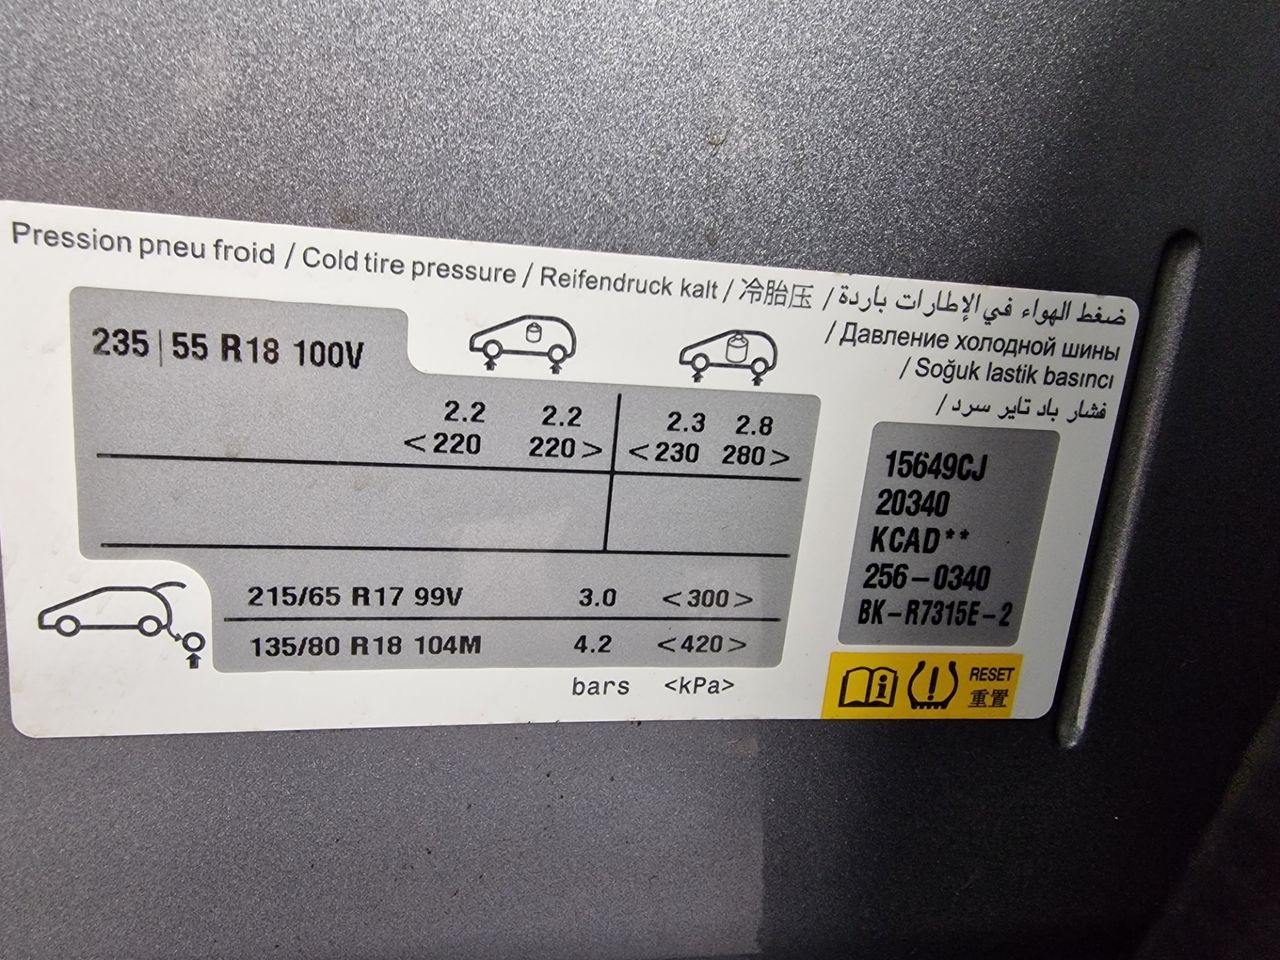 Pression pneu froid / Cold tire pressure / Reifendruck kalt / 冷胎压 / ضغط الهواء في الإطارات باردة
/ Давление холодной шины
/ Soğuk lastik basıncı
/ فشار باد تایر سرد
235 | 55 R18 100V
2.2 2.2 2.3 2.8
<220 220> <230 280>
215/65 R17 99V 3.0 <300>
135/80 R18 104M 4.2 <420>
bars <kPa>
15649CJ
20340
KCAD**
256-0340
BK-R7315E-2
RESET
重置